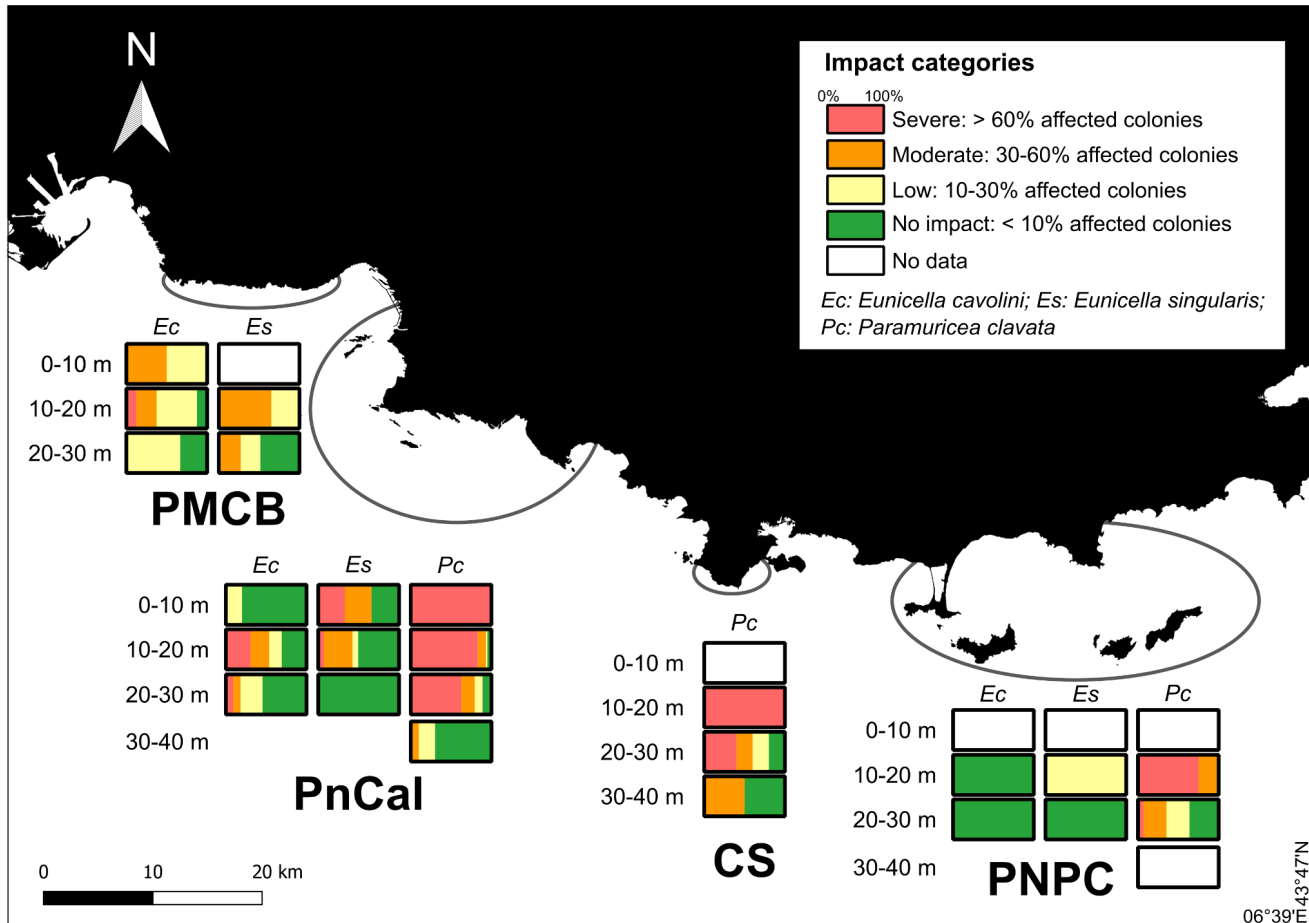 N
Impact categories
0% 100%
Severe: > 60% affected colonies
Moderate: 30-60% affected colonies
Low: 10-30% affected colonies
No impact: < 10% affected colonies
No data
Ec: Eunicella cavolini; Es: Eunicella singularis;
Pc: Paramuricea clavata
Ec Es
0-10 m
10-20 m
20-30 m
PMCB
Ec Es Pc
0-10 m
10-20 m
20-30 m
30-40 m
PnCal
Pc
0-10 m
10-20 m
20-30 m
30-40 m
CS
Ec Es Pc
0-10 m
10-20 m
20-30 m
30-40 m
PNPC
0 10 20 km
43°47'N
06°39'E